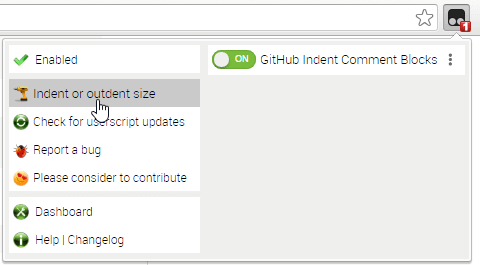 1
Enabled
ON GitHub Indent Comment Blocks
Indent or outdent size
Check for userscript updates
Report a bug
Please consider to contribute
Dashboard
Help | Changelog